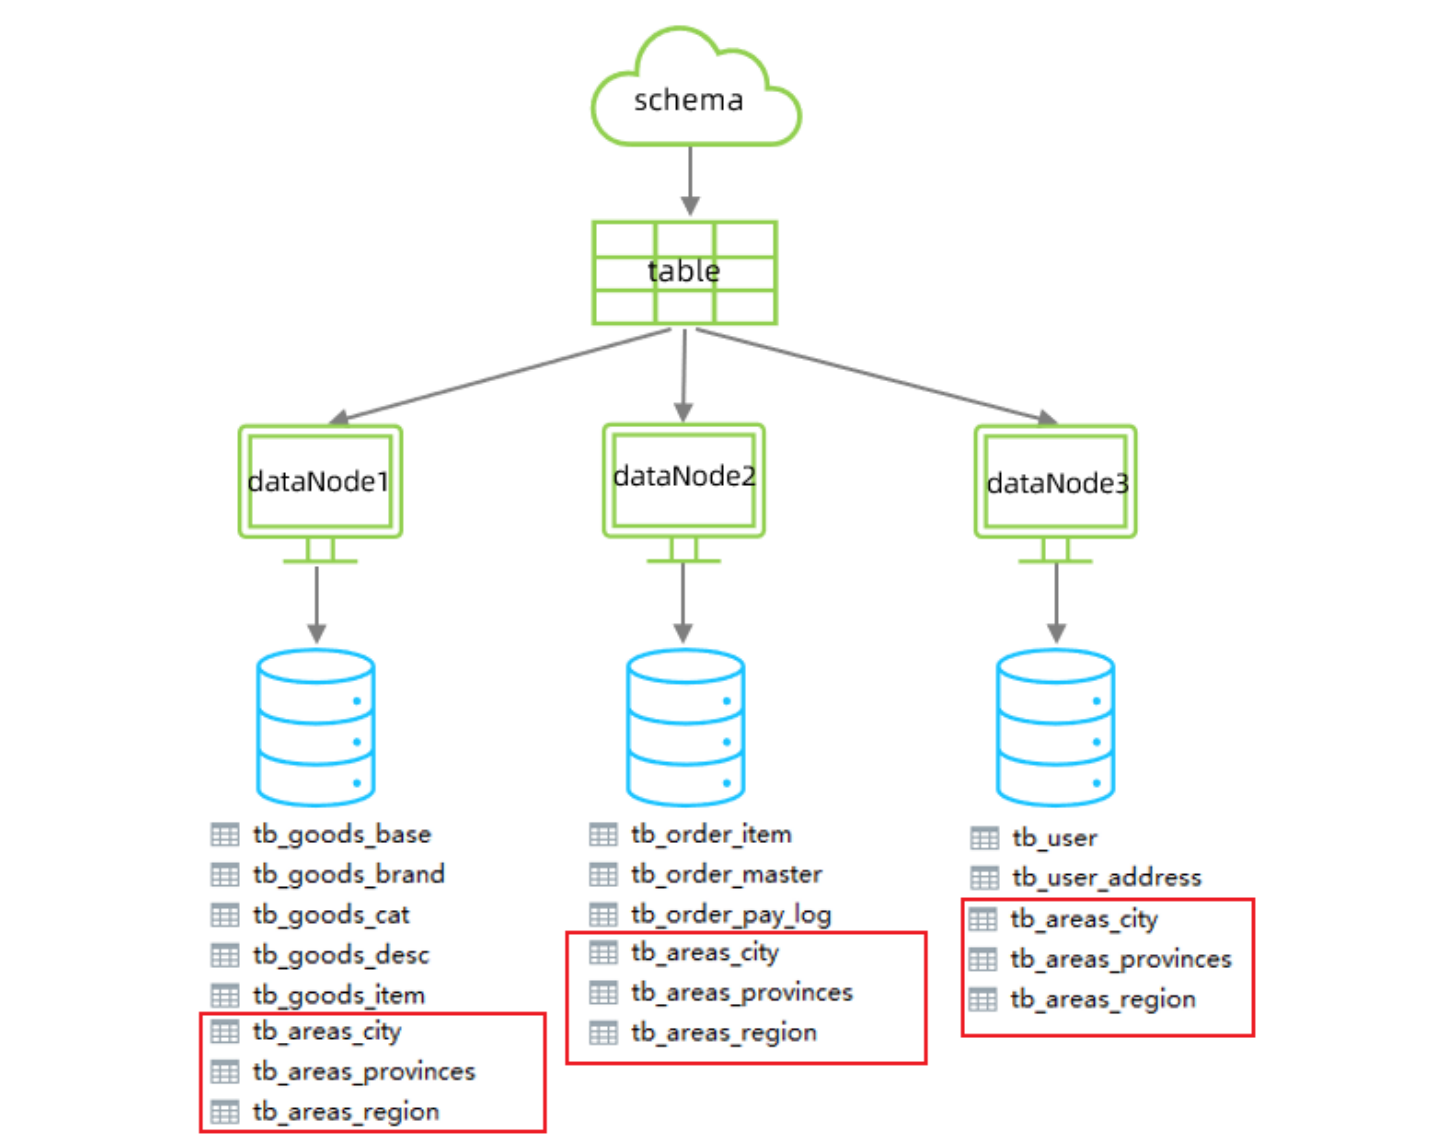 schema
table
dataNode1
dataNode2
dataNode3
tb_goods_base
tb_goods_brand
tb_goods_cat
tb_goods_desc
tb_goods_item
tb_areas_city
tb_areas_provinces
tb_areas_region
tb_order_item
tb_order_master
tb_order_pay_log
tb_areas_city
tb_areas_provinces
tb_areas_region
tb_user
tb_user_address
tb_areas_city
tb_areas_provinces
tb_areas_region